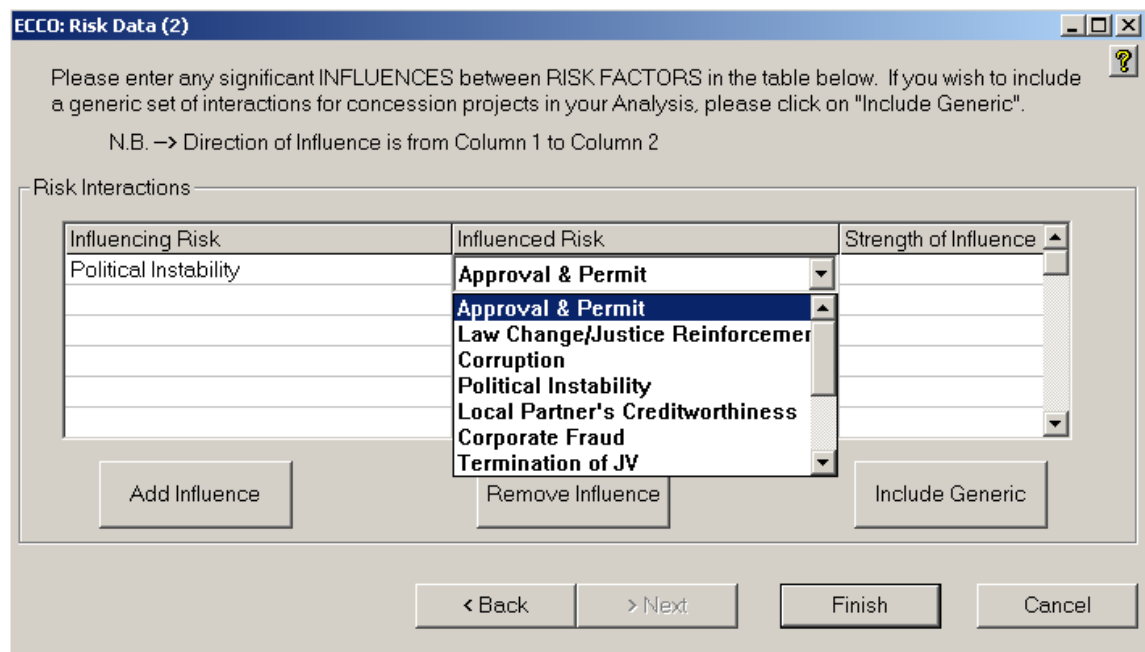 ECCO: Risk Data (2)
Please enter any significant INFLUENCES between RISK FACTORS in the table below. If you wish to include
a generic set of interactions for concession projects in your Analysis, please click on "Include Generic".
N.B. --> Direction of Influence is from Column 1 to Column 2
Risk Interactions
Influencing Risk Influenced Risk Strength of Influence
Political Instability Approval & Permit
Approval & Permit
Law Change/Justice Reinforcemen
Corruption
Political Instability
Local Partner's Creditworthiness
Corporate Fraud
Termination of JV
Add Influence Remove Influence Include Generic
< Back > Next Finish Cancel